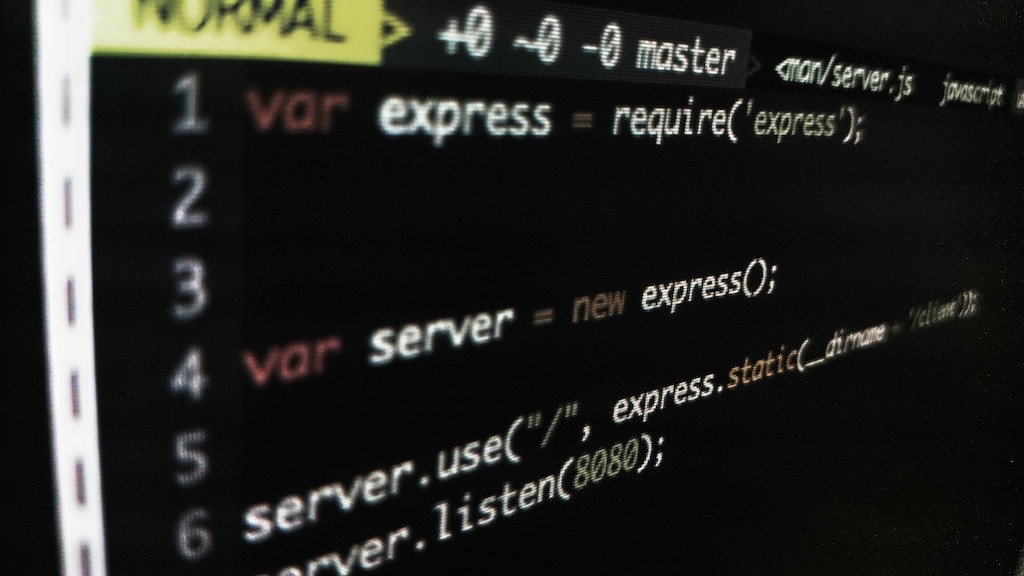 NORMAL +0 ~0 -0 master <man/server.js javascript
1 var express = require('express');
2
3
4 var server = new express();
5
6 server.use("/", express.static(__dirname + '/client'));
server.listen(8080);